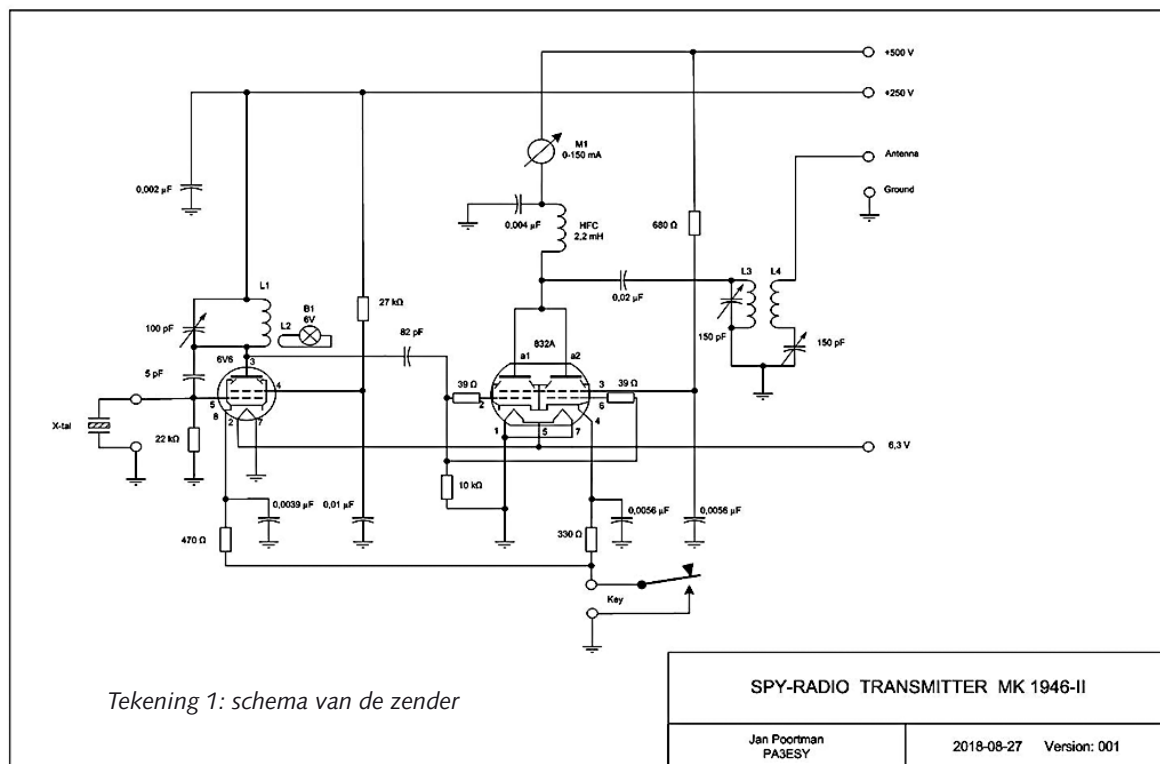 +500 V
+250 V
M1
0-150 mA
Antenna
0,002 µF
Ground
0,004 µF
HFC
2,2 mH
680 Ω
L1
L3
L4
0,02 µF
27 kΩ
B1
6V
100 pF
L2
82 pF
832A
150 pF
150 pF
6V6
3
a1
a2
5 pF
4
39 Ω
3
39 Ω
5
2
6
8
2
7
1
5
7
4
X-tal
22 kΩ
6,3 V
10 kΩ
0,0039 µF
0,01 µF
0,0056 µF
0,0056 µF
470 Ω
330 Ω
Key
Tekening 1: schema van de zender
SPY-RADIO TRANSMITTER MK 1946-II
Jan Poortman
PA3ESY
2018-08-27 Version: 001